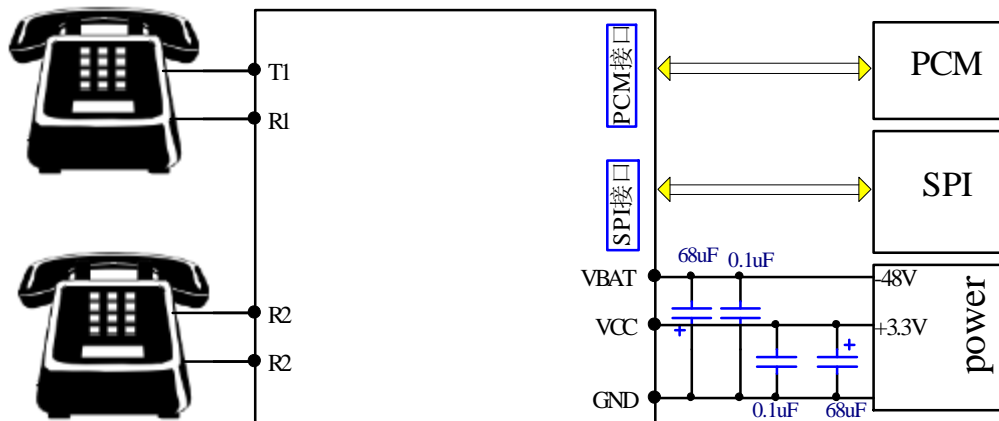 T1
R1
R2
R2
PCM接口
SPI接口
VBAT
VCC
GND
68uF
0.1uF
+
+
0.1uF
68uF
PCM
SPI
-48V
+3.3V
power